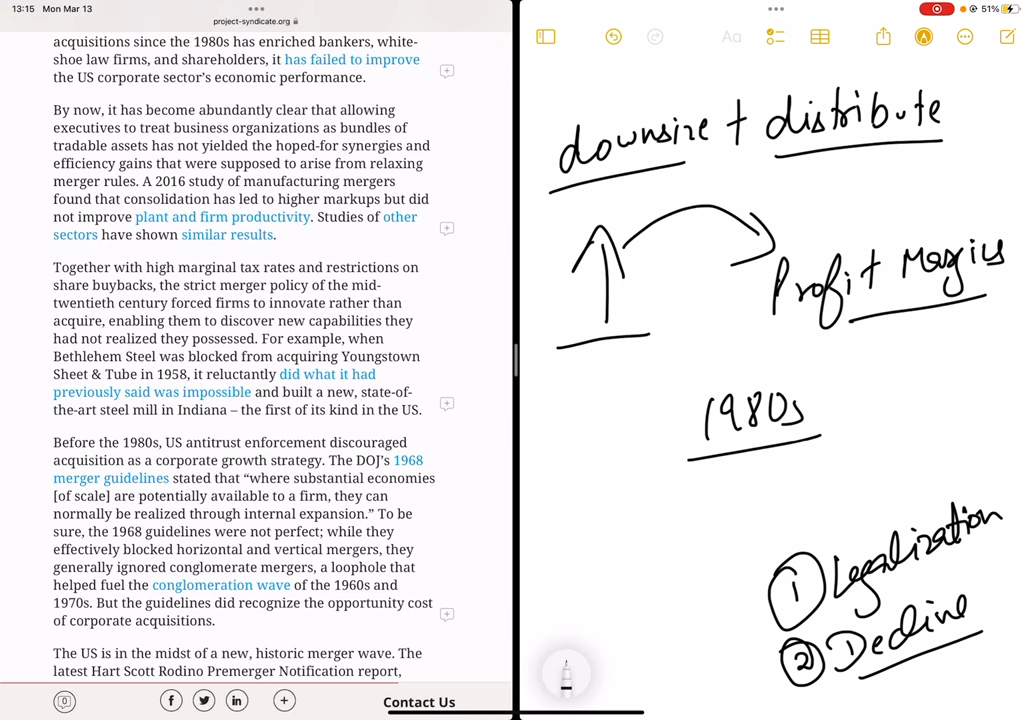 13:15 Mon Mar 13
51%
project-syndicate.org
acquisitions since the 1980s has enriched bankers, white-
shoe law firms, and shareholders, it has failed to improve
the US corporate sector's economic performance.
By now, it has become abundantly clear that allowing
executives to treat business organizations as bundles of
tradable assets has not yielded the hoped-for synergies and
efficiency gains that were supposed to arise from relaxing
merger rules. A 2016 study of manufacturing mergers
found that consolidation has led to higher markups but did
not improve plant and firm productivity. Studies of other
sectors have shown similar results.
Together with high marginal tax rates and restrictions on
share buybacks, the strict merger policy of the mid-
twentieth century forced firms to innovate rather than
acquire, enabling them to discover new capabilities they
had not realized they possessed. For example, when
Bethlehem Steel was blocked from acquiring Youngstown
Sheet & Tube in 1958, it reluctantly did what it had
previously said was impossible and built a new, state-of-
the-art steel mill in Indiana – the first of its kind in the US.
Before the 1980s, US antitrust enforcement discouraged
acquisition as a corporate growth strategy. The DOJ's 1968
merger guidelines stated that "where substantial economies
[of scale] are potentially available to a firm, they can
normally be realized through internal expansion." To be
sure, the 1968 guidelines were not perfect; while they
effectively blocked horizontal and vertical mergers, they
generally ignored conglomerate mergers, a loophole that
helped fuel the conglomeration wave of the 1960s and
1970s. But the guidelines did recognize the opportunity cost
of corporate acquisitions.
The US is in the midst of a new, historic merger wave. The
latest Hart Scott Rodino Premerger Notification report,
0
Contact Us
Aa
downsize + distribute
Profit Margins
1980s
1 Legalization
2 Decline